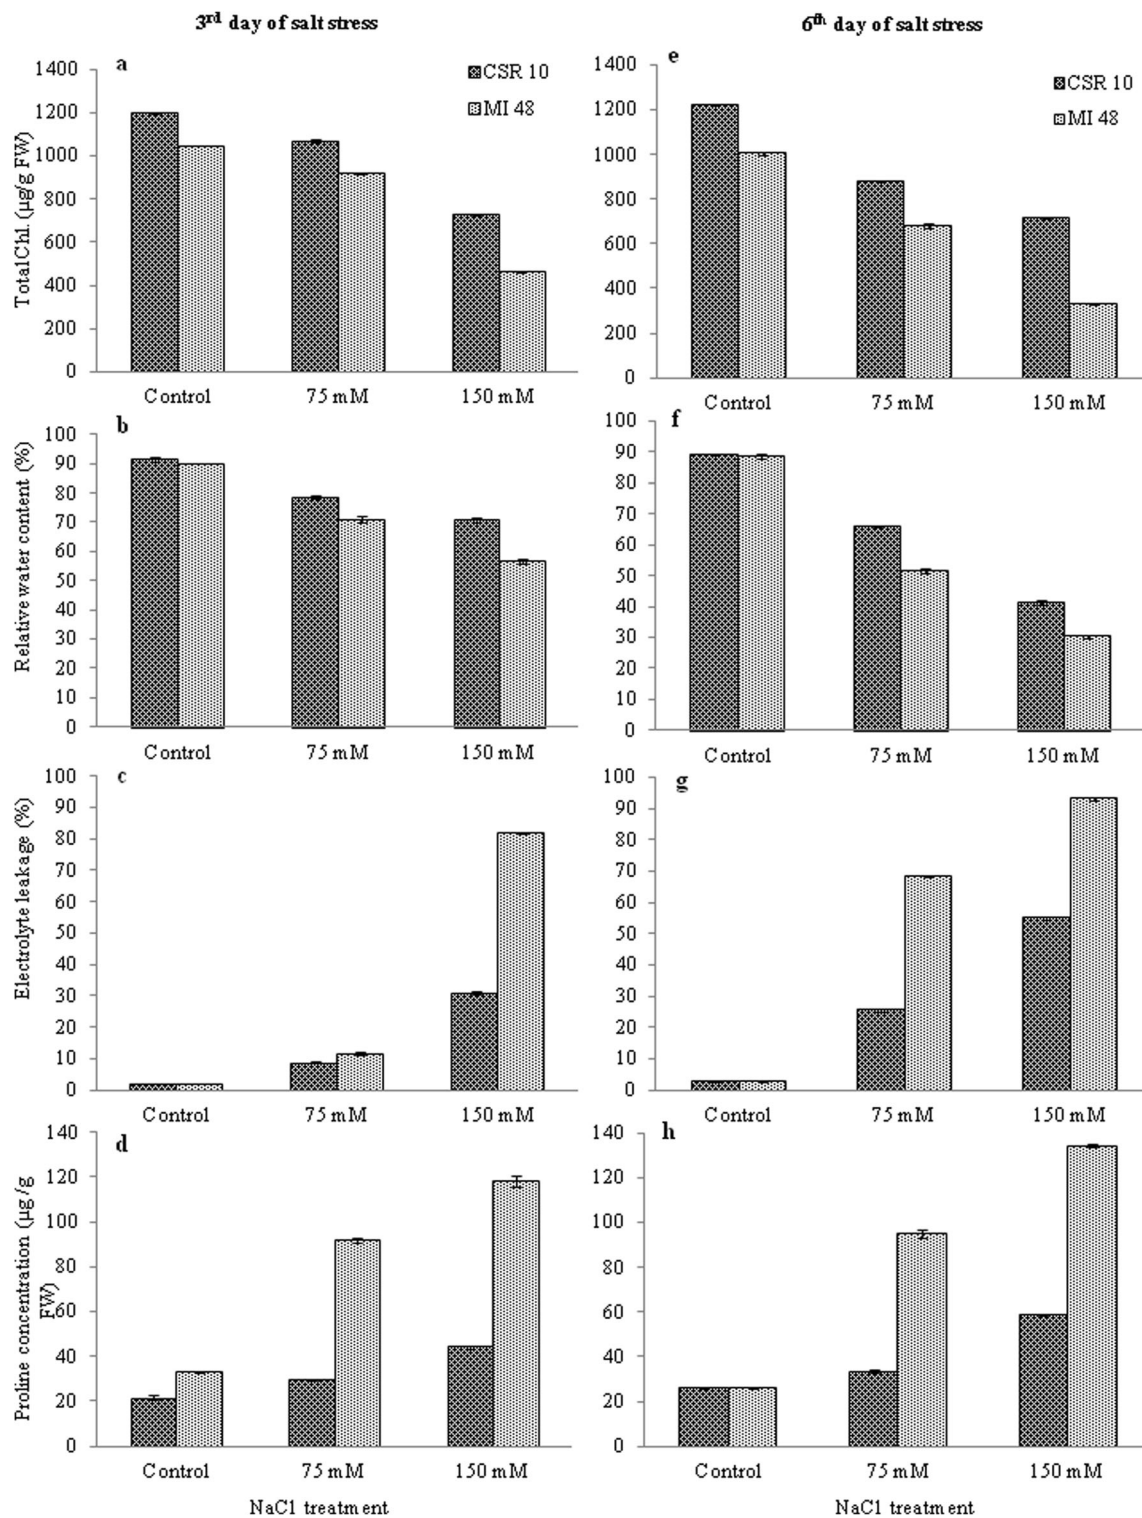 3rd day of salt stress
6th day of salt stress
a
CSR 10
MI 48
Total Chl. (µg/g FW)
1400
1200
1000
800
600
400
200
0
Control 75 mM 150 mM
e
CSR 10
MI 48
1400
1200
1000
800
600
400
200
0
Control 75 mM 150 mM
b
Relative water content (%)
100
90
80
70
60
50
40
30
20
10
0
Control 75 mM 150 mM
f
100
90
80
70
60
50
40
30
20
10
0
Control 75 mM 150 mM
c
Electrolyte leakage (%)
100
90
80
70
60
50
40
30
20
10
0
Control 75 mM 150 mM
g
100
90
80
70
60
50
40
30
20
10
0
Control 75 mM 150 mM
d
Proline concentration (µg /g
FW)
140
120
100
80
60
40
20
0
Control 75 mM 150 mM
NaCl treatment
h
140
120
100
80
60
40
20
0
Control 75 mM 150 mM
NaCl treatment